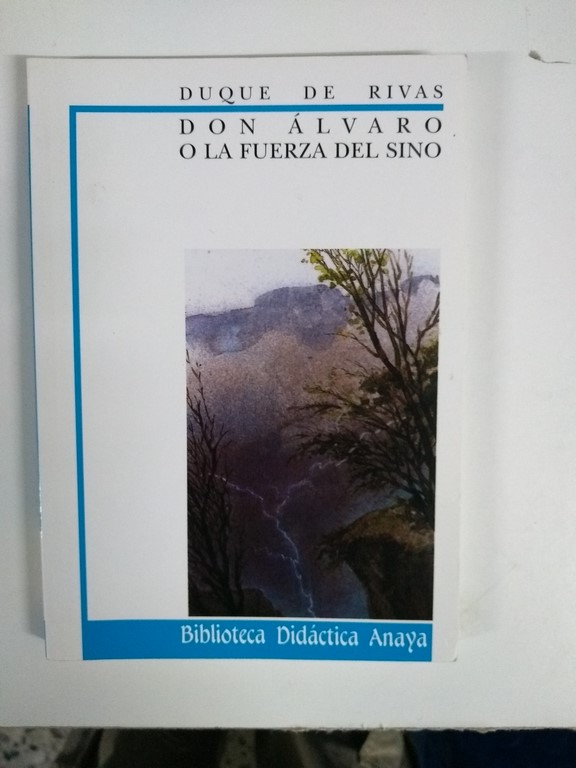 DUQUE DE RIVAS
DON ÁLVARO
O LA FUERZA DEL SINO
Biblioteca Didáctica Anaya